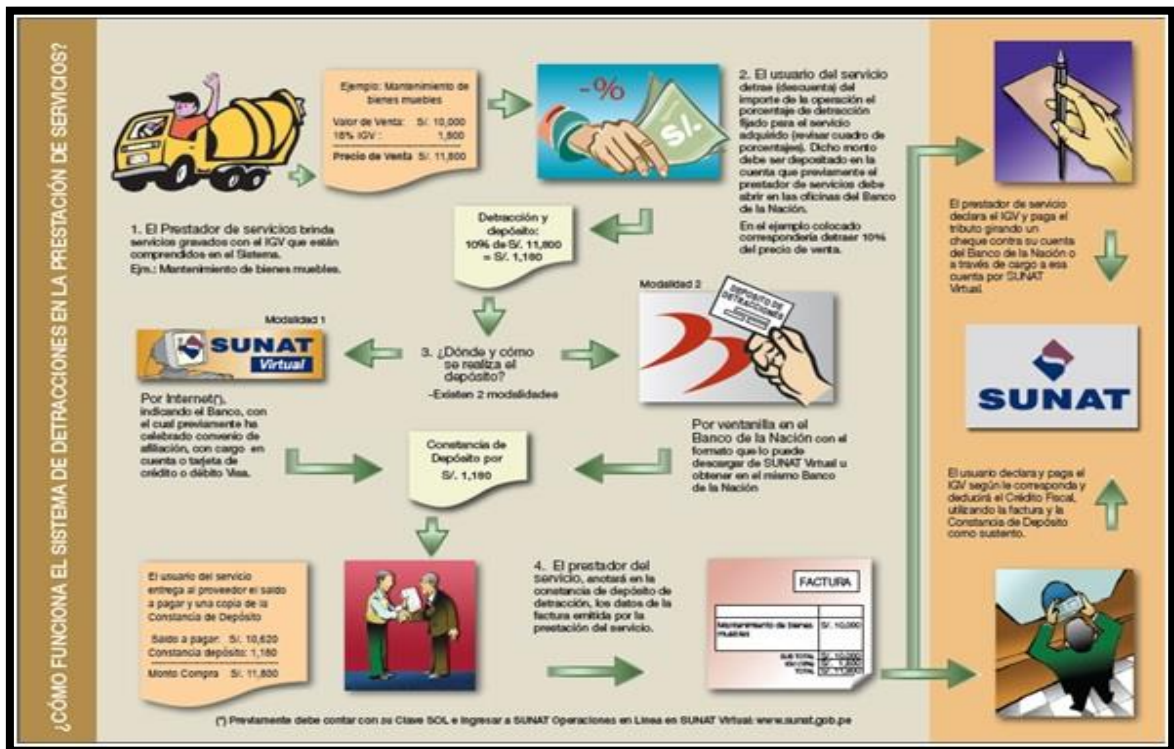 ¿CÓMO FUNCIONA EL SISTEMA DE DETRACCIONES EN LA PRESTACIÓN DE SERVICIOS?
Ejemplo: Mantenimiento de
bienes muebles
Valor de Venta: S/. 10,000
18% IGV : 1,800
Precio de Venta S/. 11,800
1. El Prestador de servicios brinda
servicios gravados con el IGV que están
comprendidos en el Sistema.
Ejm.: Mantenimiento de bienes muebles.
-%
S/.
2. El usuario del servicio
detrae (descuenta) del
importe de la operación el
porcentaje de detracción
fijado para el servicio
adquirido (revisar cuadro de
porcentajes). Dicho monto
debe ser depositado en la
cuenta que previamente el
prestador de servicios debe
abrir en las oficinas del Banco
de la Nación.
En el ejemplo colocado
correspondería detraer 10%
del precio de venta.
Detracción y
depósito:
10% de S/. 11,800
= S/. 1,180
Modalidad 1
SUNAT
Virtual
Por Internet(*),
indicando el Banco, con
el cual previamente ha
celebrado convenio de
afiliación, con cargo en
cuenta o tarjeta de
crédito o débito Visa.
3. ¿Dónde y cómo
se realiza el
depósito?
-Existen 2 modalidades
Modalidad 2
DEPOSITO DE
DETRACCIONES
Por ventanilla en el
Banco de la Nación con el
formato que lo puede
descargar de SUNAT Virtual u
obtener en el mismo Banco
de la Nación
Constancia de
Depósito por
S/. 1,180
El usuario del servicio
entrega al proveedor el saldo
a pagar y una copia de la
Constancia de Depósito
Saldo a pagar: S/. 10,620
Constancia depósito: 1,180
Monto Compra S/. 11,800
4. El prestador del
servicio, anotará en la
constancia de depósito de
detracción, los datos de la
factura emitida por la
prestación del servicio.
FACTURA
Mantenimiento de bienes
muebles S/. 10,000
SUB TOTAL S/. 10,000
IGV (18%) S/. 1,800
TOTAL S/. 11,800
El prestador de servicio
declara el IGV y paga el
tributo girando un
cheque contra su cuenta
del Banco de la Nación o
a través de cargo a esa
cuenta por SUNAT
Virtual.
SUNAT
El usuario declara y paga el
IGV según le corresponda y
deducirá el Crédito Fiscal,
utilizando la factura y la
Constancia de Depósito
como sustento.
(*) Previamente debe contar con su Clave SOL e ingresar a SUNAT Operaciones en Línea en SUNAT Virtual: www.sunat.gob.pe